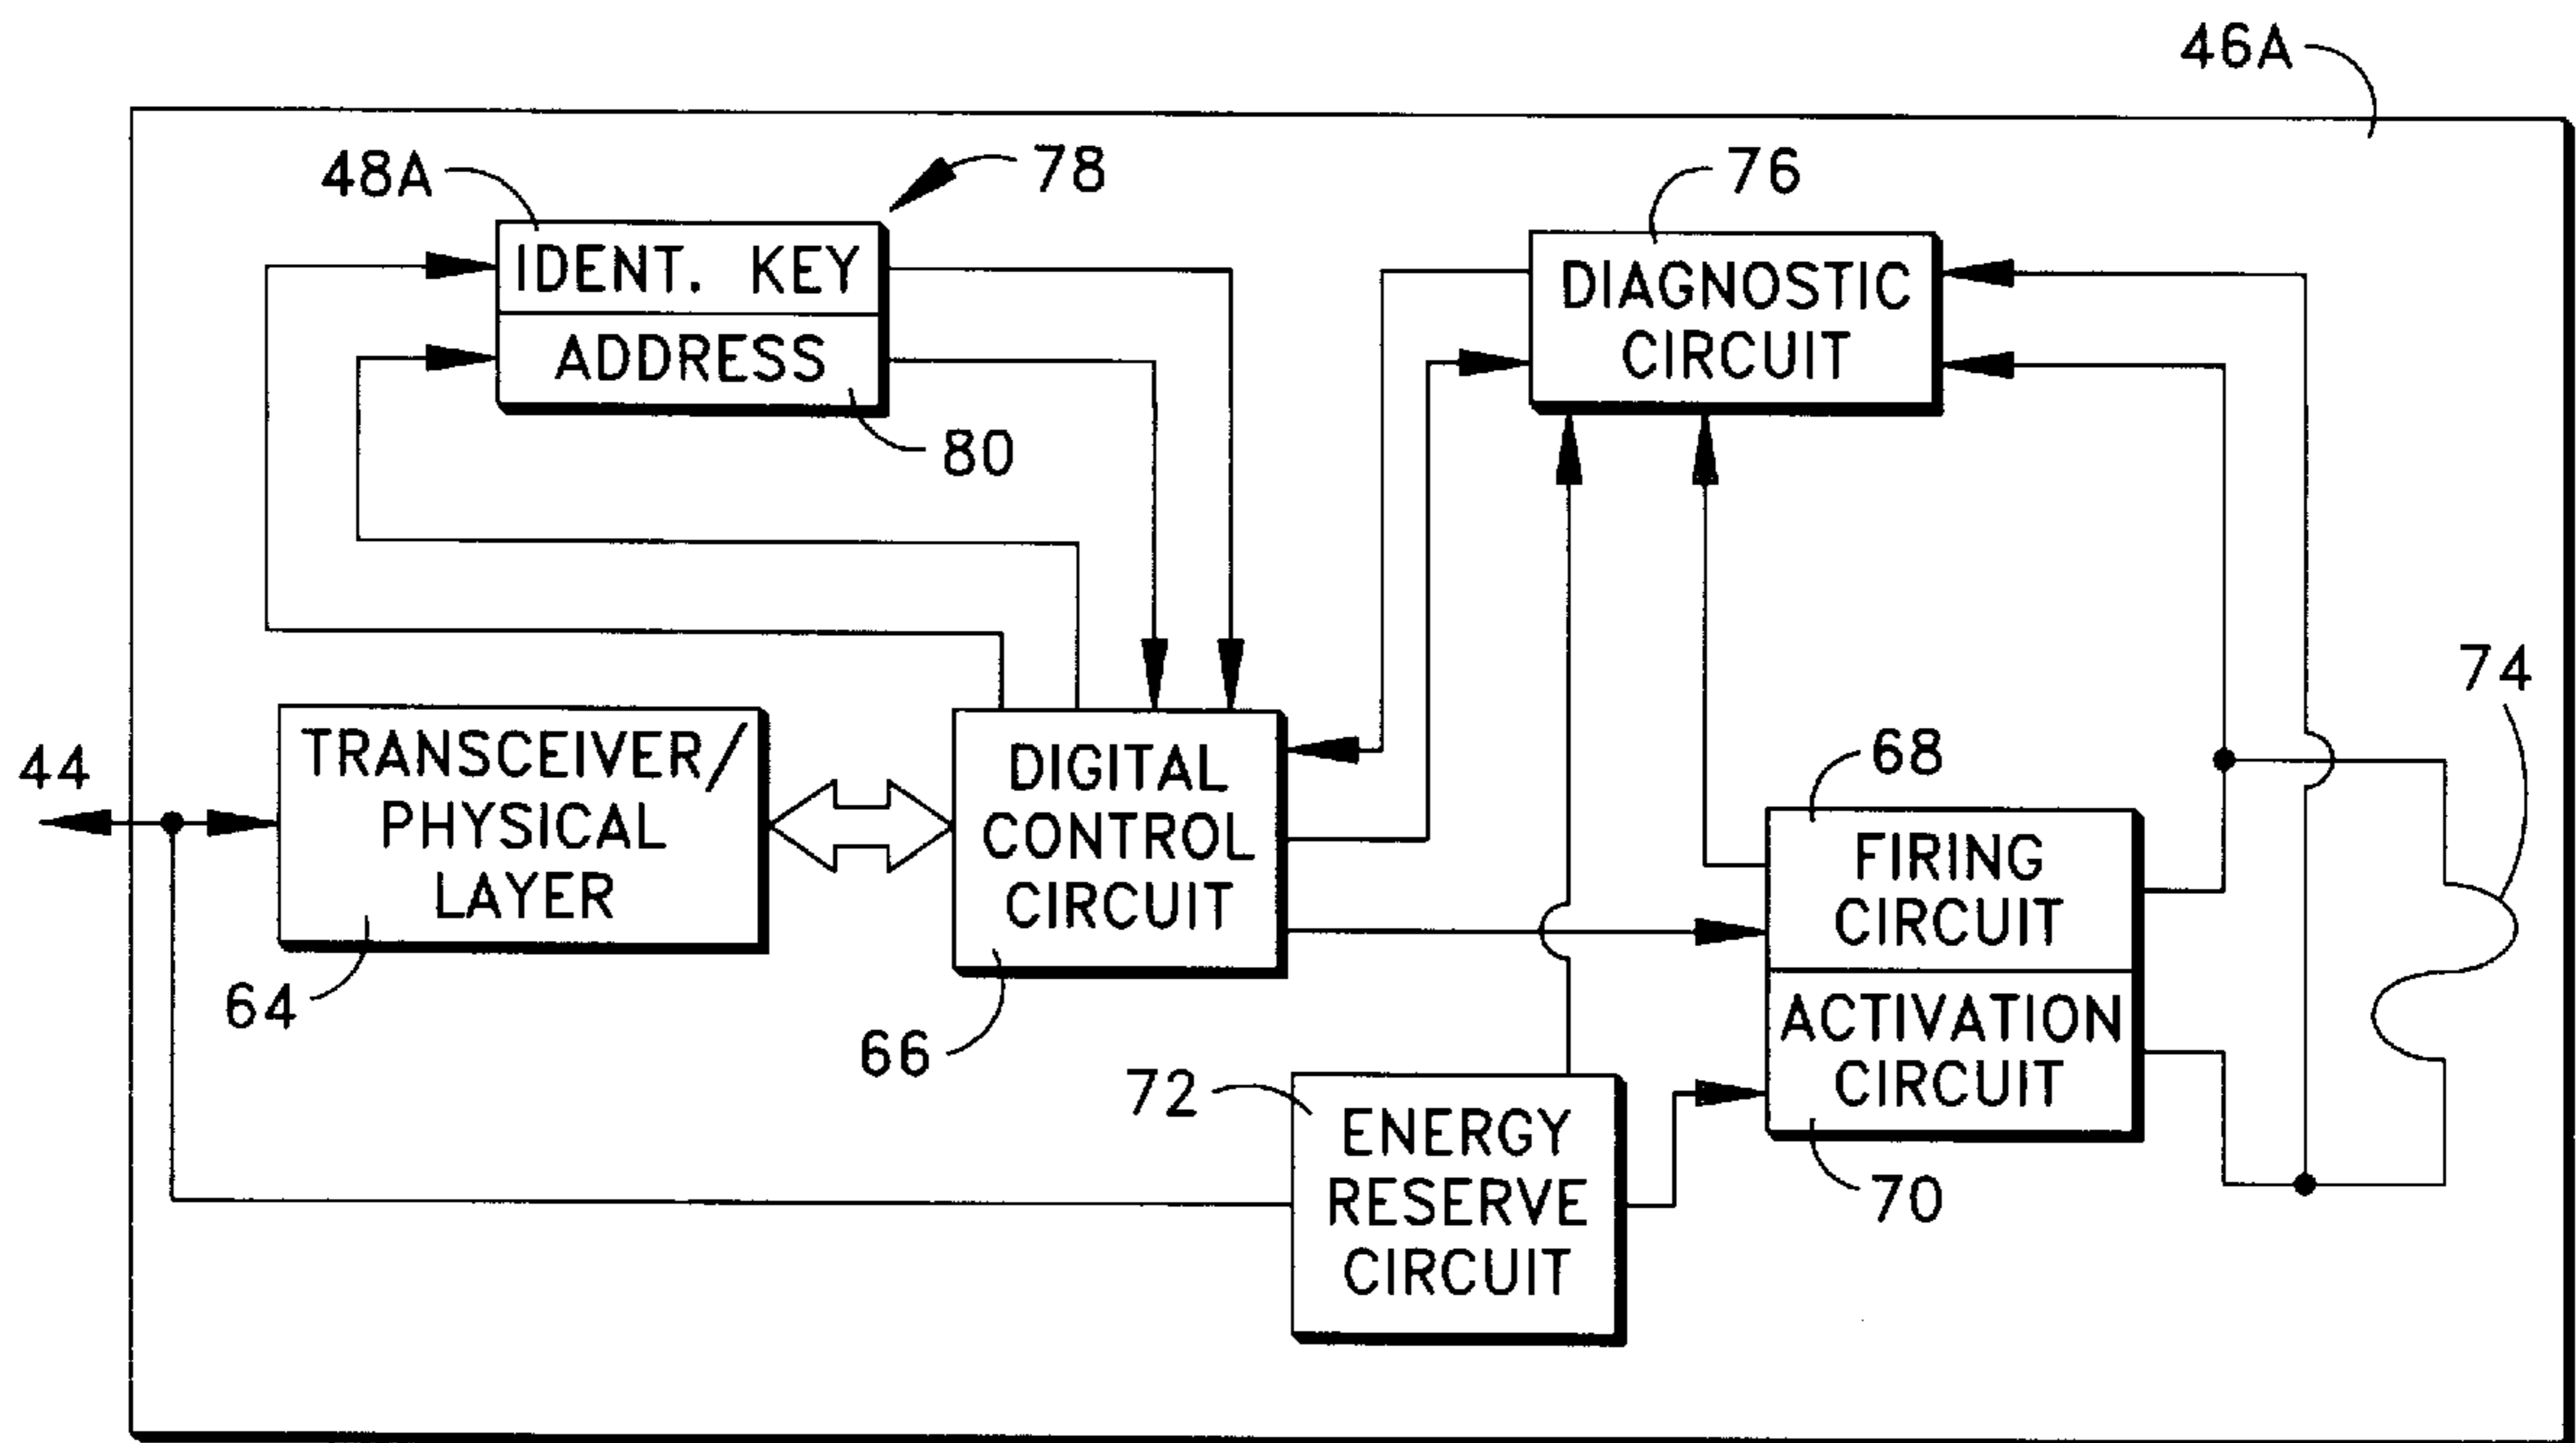 46A
48A
78
76
IDENT. KEY
ADDRESS
80
DIAGNOSTIC
CIRCUIT
74
44
TRANSCEIVER/
PHYSICAL
LAYER
64
DIGITAL
CONTROL
CIRCUIT
66
68
FIRING
CIRCUIT
ACTIVATION
CIRCUIT
70
72
ENERGY
RESERVE
CIRCUIT